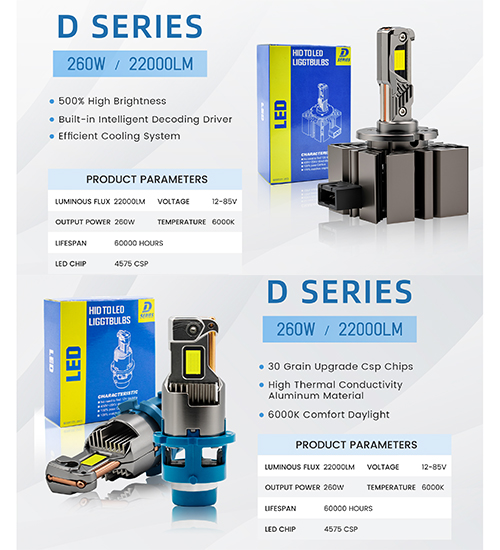 D SERIES
260W / 22000LM
500% High Brightness
Built-in Intelligent Decoding Driver
Efficient Cooling System
PRODUCT PARAMETERS
LUMINOUS FLUX 22000LM VOLTAGE 12-85V
OUTPUT POWER 260W TEMPERATURE 6000K
LIFESPAN 60000 HOURS
LED CHIP 4575 CSP
HID TO LED
LIGGTBULBS
D
SERIES
LED
LED
CHARACTERISTIC
D SERIES
260W / 22000LM
30 Grain Upgrade Csp Chips
High Thermal Conductivity
Aluminum Material
6000K Comfort Daylight
PRODUCT PARAMETERS
LUMINOUS FLUX 22000LM VOLTAGE 12-85V
OUTPUT POWER 260W TEMPERATURE 6000K
LIFESPAN 60000 HOURS
LED CHIP 4575 CSP
HID TO LED
LIGGTBULBS
D
SERIES
LED
LED
CHARACTERISTIC